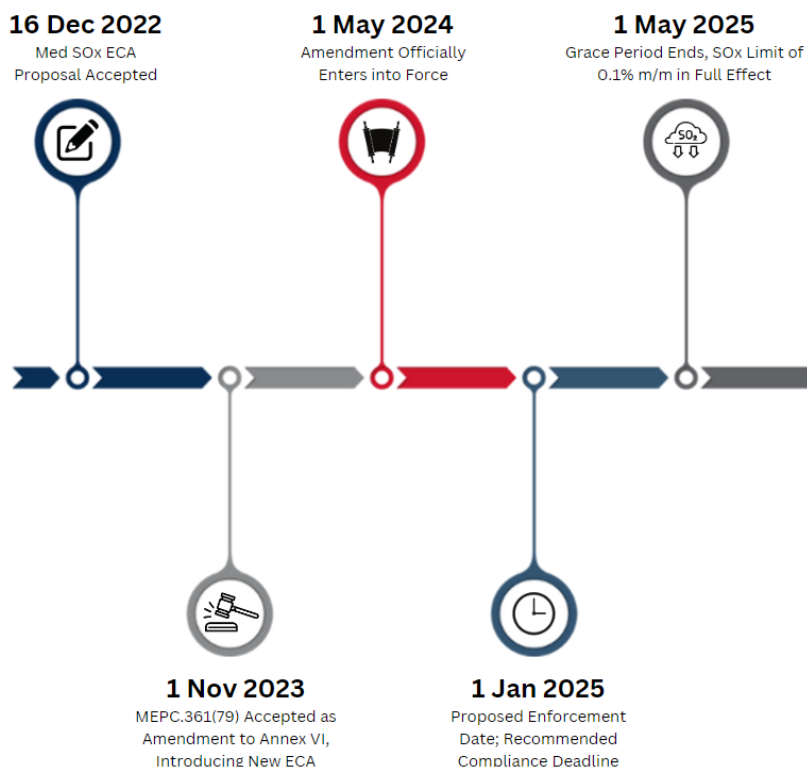 16 Dec 2022
Med SOx ECA
Proposal Accepted
1 May 2024
Amendment Officially
Enters into Force
1 May 2025
Grace Period Ends, SOx Limit of
0.1% m/m in Full Effect
SO₂
1 Nov 2023
MEPC.361(79) Accepted as
Amendment to Annex VI,
Introducing New ECA
1 Jan 2025
Proposed Enforcement
Date; Recommended
Compliance Deadline